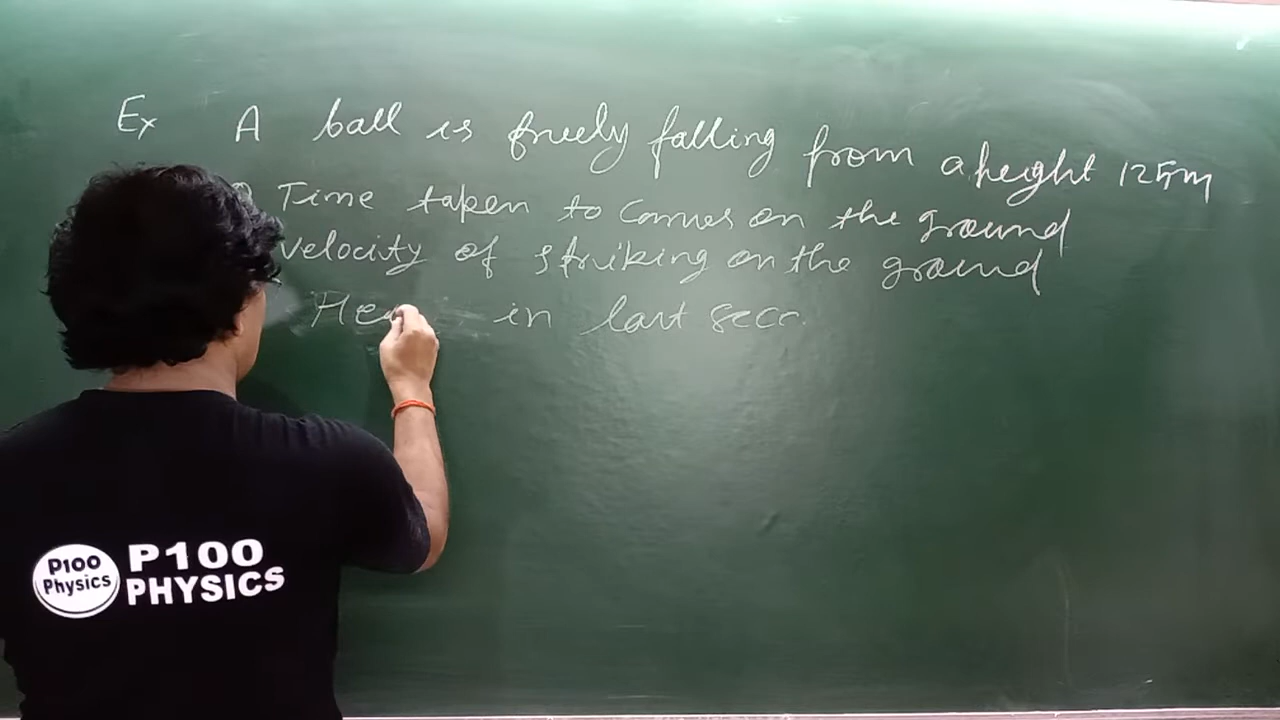 Ex A ball is freely falling from a height 125m
Time taken to comes on the ground
velocity of striking on the ground
in last sec
P100 Physics
P100 PHYSICS